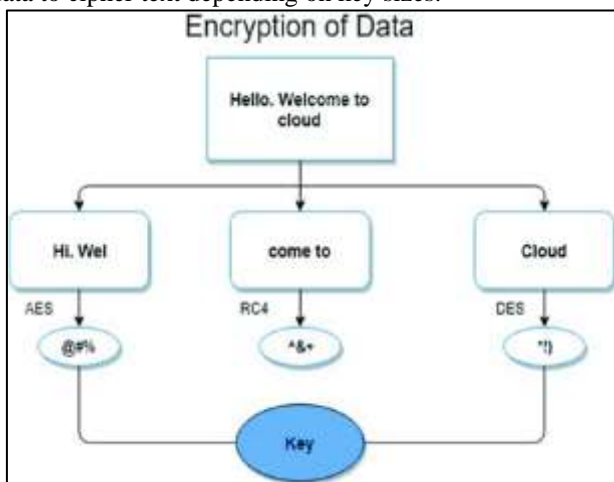 data to cipher text depending on key sizes.
Encryption of Data
Hello. Welcome to
cloud
Hi. Wel
come to
Cloud
AES
RC4
DES
@#%
^&+
*!)
Key